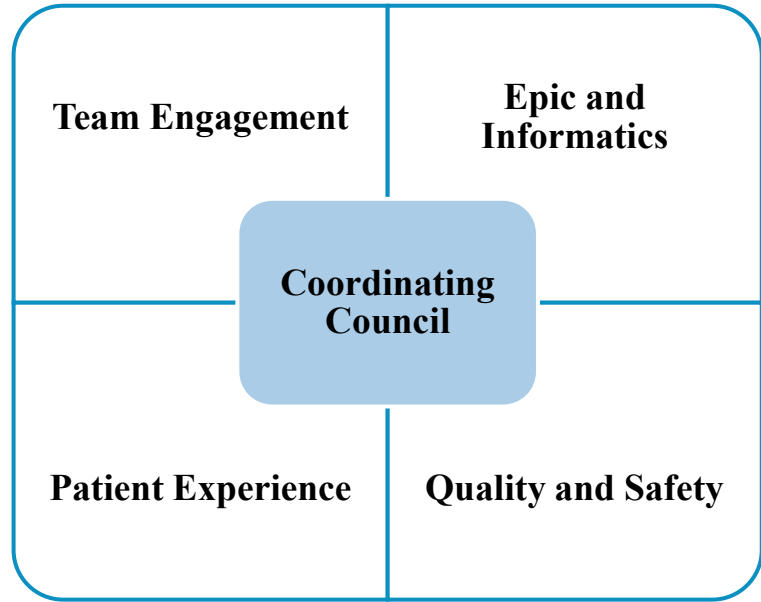 Team Engagement
Epic and
Informatics
Coordinating
Council
Patient Experience
Quality and Safety